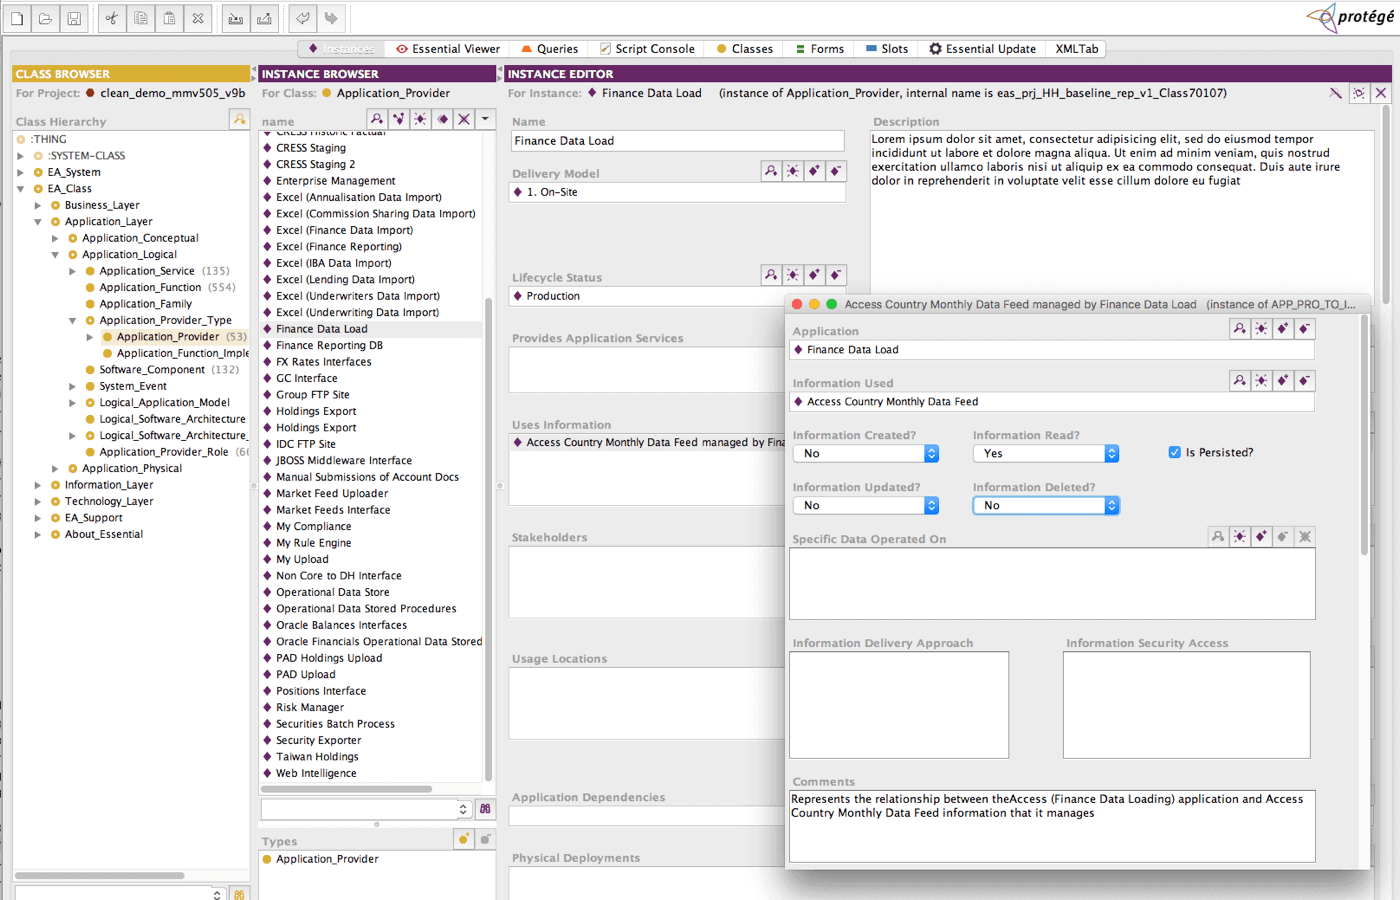 protégé
Instances
Essential Viewer
Queries
Script Console
Classes
Forms
Slots
Essential Update
XMLTab
CLASS BROWSER
For Project: clean_demo_mmv505_v9b
Class Hierarchy
:THING
:SYSTEM-CLASS
EA_System
EA_Class
Business_Layer
Application_Layer
Application_Conceptual
Application_Logical
Application_Service (135)
Application_Function (554)
Application_Family
Application_Provider_Type
Application_Provider (53)
Application_Function_Imple
Software_Component (132)
System_Event
Logical_Application_Model
Logical_Software_Architecture
Logical_Software_Architecture_
Application_Provider_Role (66
Application_Physical
Information_Layer
Technology_Layer
EA_Support
About_Essential
INSTANCE BROWSER
For Class: Application_Provider
name
CRESS Historic Factual
CRESS Staging
CRESS Staging 2
Enterprise Management
Excel (Annualisation Data Import)
Excel (Commission Sharing Data Import)
Excel (Finance Data Import)
Excel (Finance Reporting)
Excel (IBA Data Import)
Excel (Lending Data Import)
Excel (Underwriters Data Import)
Excel (Underwriting Data Import)
Finance Data Load
Finance Reporting DB
FX Rates Interfaces
GC Interface
Group FTP Site
Holdings Export
Holdings Export
IDC FTP Site
JBOSS Middleware Interface
Manual Submissions of Account Docs
Market Feed Uploader
Market Feeds Interface
My Compliance
My Rule Engine
My Upload
Non Core to DH Interface
Operational Data Store
Operational Data Stored Procedures
Oracle Balances Interfaces
Oracle Financials Operational Data Stored
PAD Holdings Upload
PAD Upload
Positions Interface
Risk Manager
Securities Batch Process
Security Exporter
Taiwan Holdings
Web Intelligence
Types
Application_Provider
INSTANCE EDITOR
For Instance: Finance Data Load (instance of Application_Provider, internal name is eas_prj_HH_baseline_rep_v1_Class70107)
Name
Finance Data Load
Delivery Model
1. On-Site
Lifecycle Status
Production
Provides Application Services
Uses Information
Access Country Monthly Data Feed managed by Fina
Stakeholders
Usage Locations
Application Dependencies
Physical Deployments
Description
Lorem ipsum dolor sit amet, consectetur adipisicing elit, sed do eiusmod tempor
incididunt ut labore et dolore magna aliqua. Ut enim ad minim veniam, quis nostrud
exercitation ullamco laboris nisi ut aliquip ex ea commodo consequat. Duis aute irure
dolor in reprehenderit in voluptate velit esse cillum dolore eu fugiat
Access Country Monthly Data Feed managed by Finance Data Load (instance of APP_PRO_TO_I...
Application
Finance Data Load
Information Used
Access Country Monthly Data Feed
Information Created? Information Read?
No Yes Is Persisted?
Information Updated? Information Deleted?
No No
Specific Data Operated On
Information Delivery Approach Information Security Access
Comments
Represents the relationship between theAccess (Finance Data Loading) application and Access
Country Monthly Data Feed information that it manages